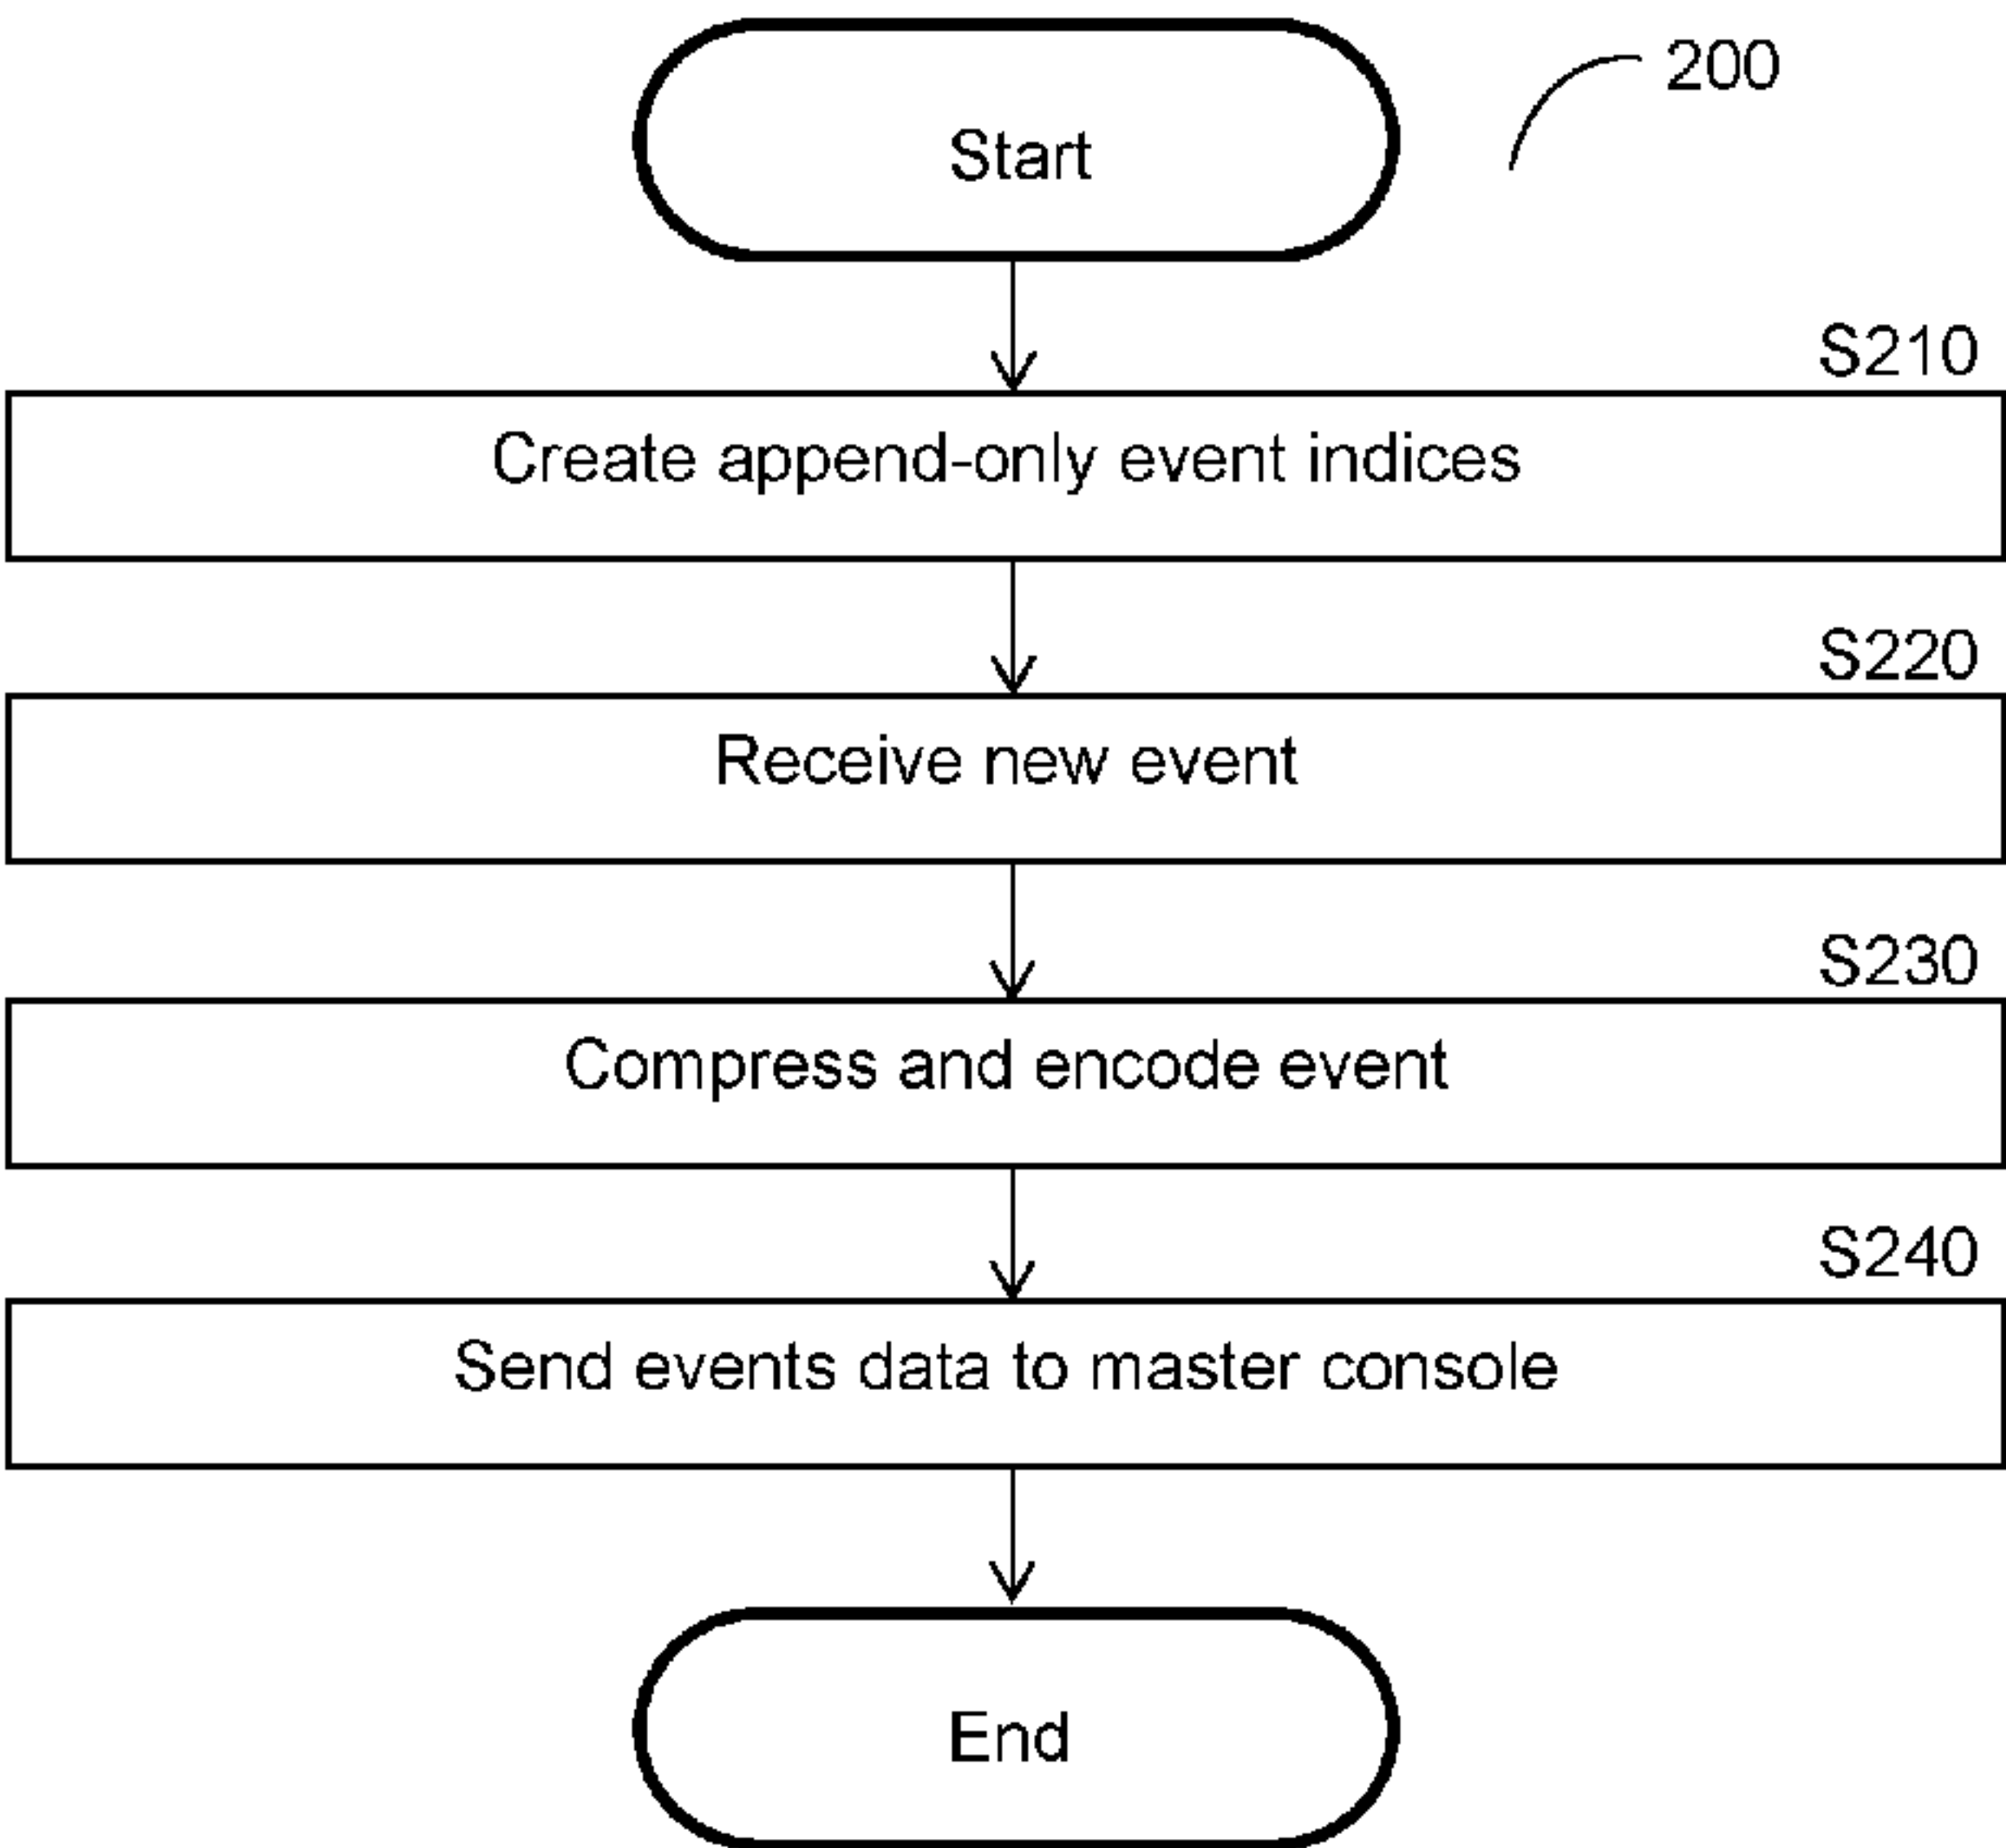 Start
200
S210
Create append-only event indices
S220
Receive new event
S230
Compress and encode event
S240
Send events data to master console
End